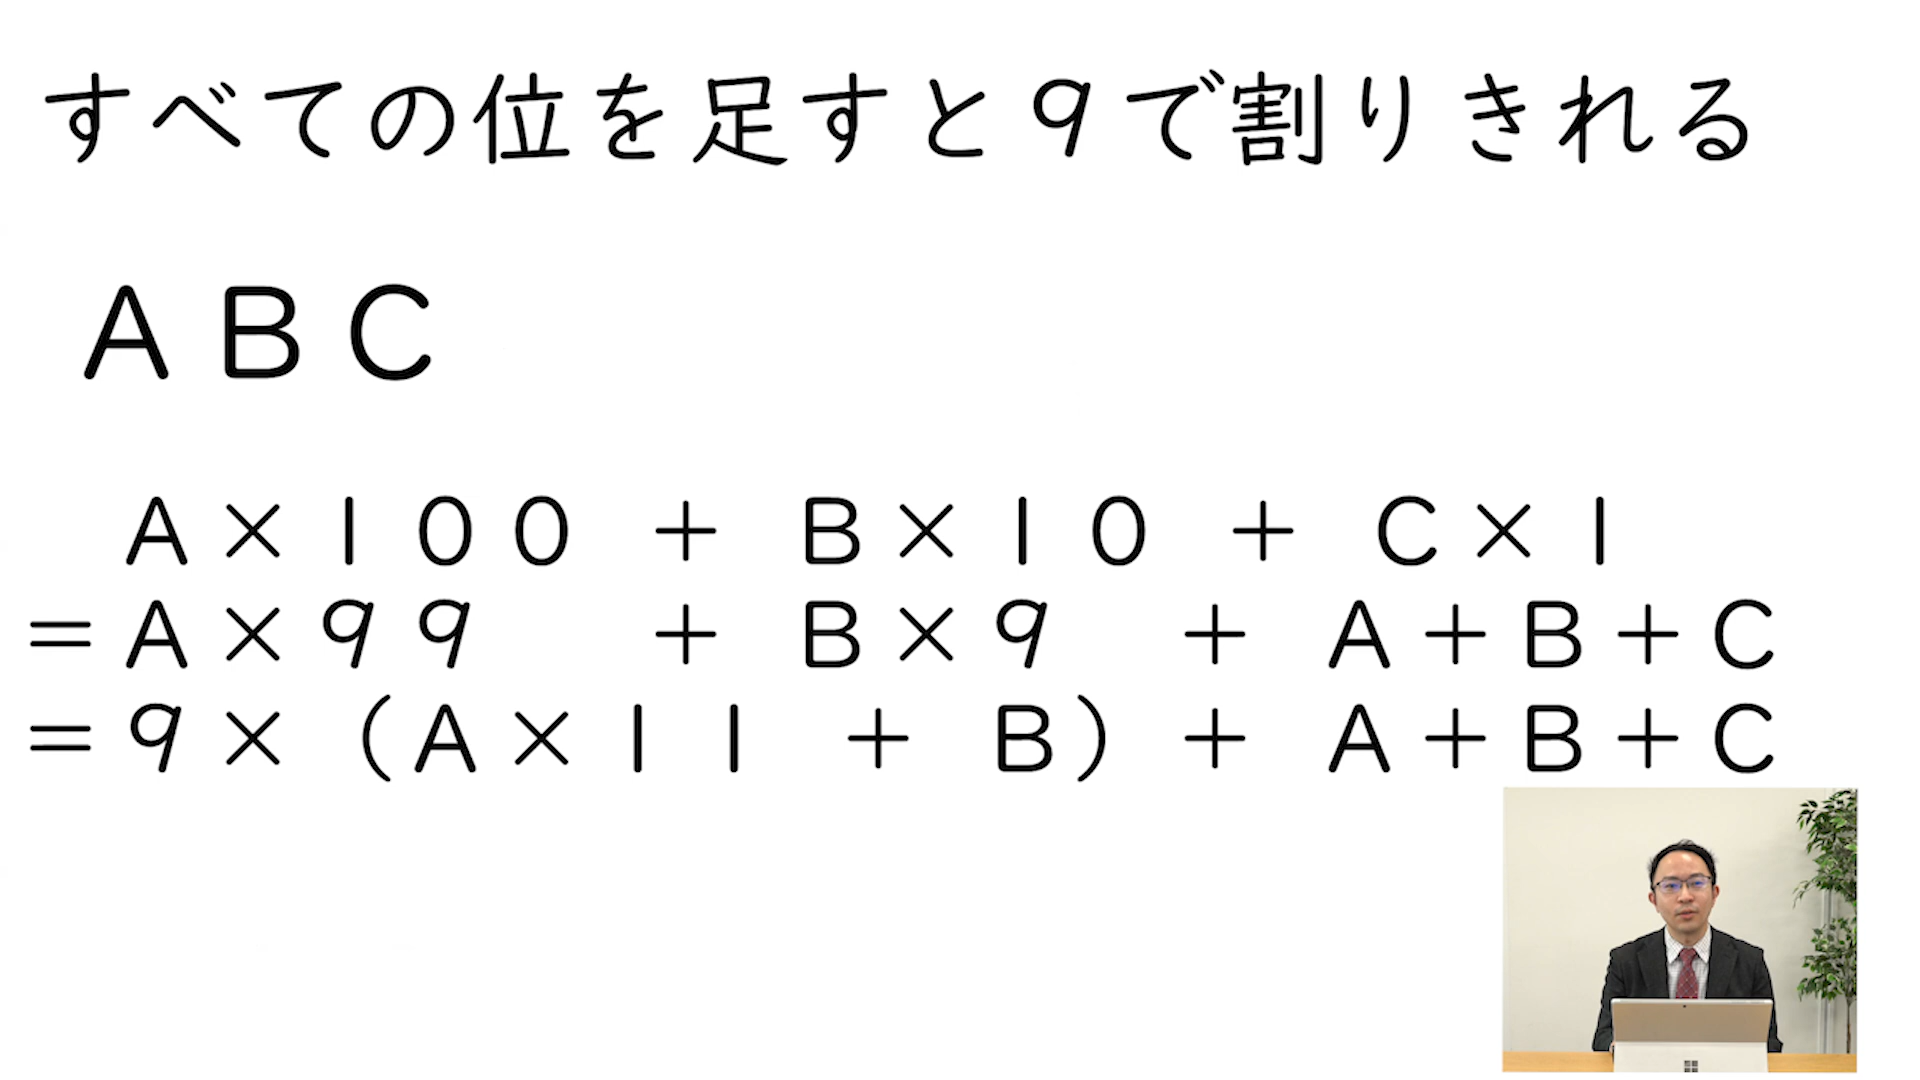 すべての位を足すと９で割りきれる
ＡＢＣ
Ａ×１００ ＋ Ｂ×１０ ＋ Ｃ×１
＝Ａ×９９ ＋ Ｂ×９ ＋ Ａ＋Ｂ＋Ｃ
＝９×（Ａ×１１ ＋ Ｂ）＋ Ａ＋Ｂ＋Ｃ